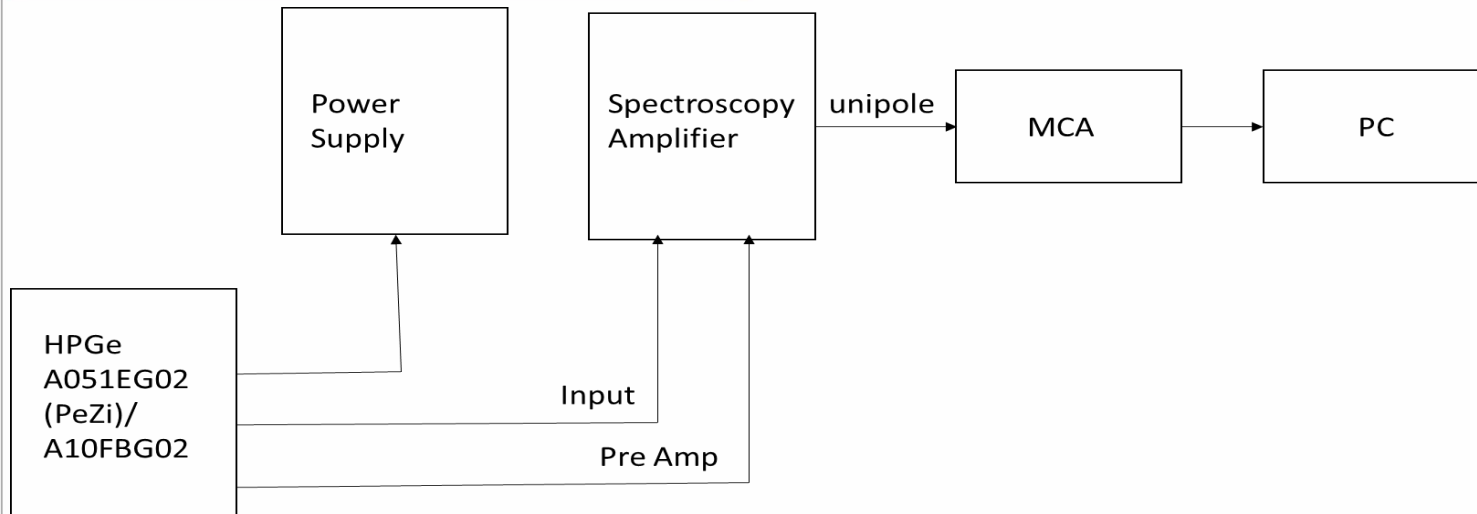 Power
Supply
Spectroscopy
Amplifier
unipole
MCA
PC
HPGe
A051EG02
(PeZi)/
A10FBG02
Input
Pre Amp